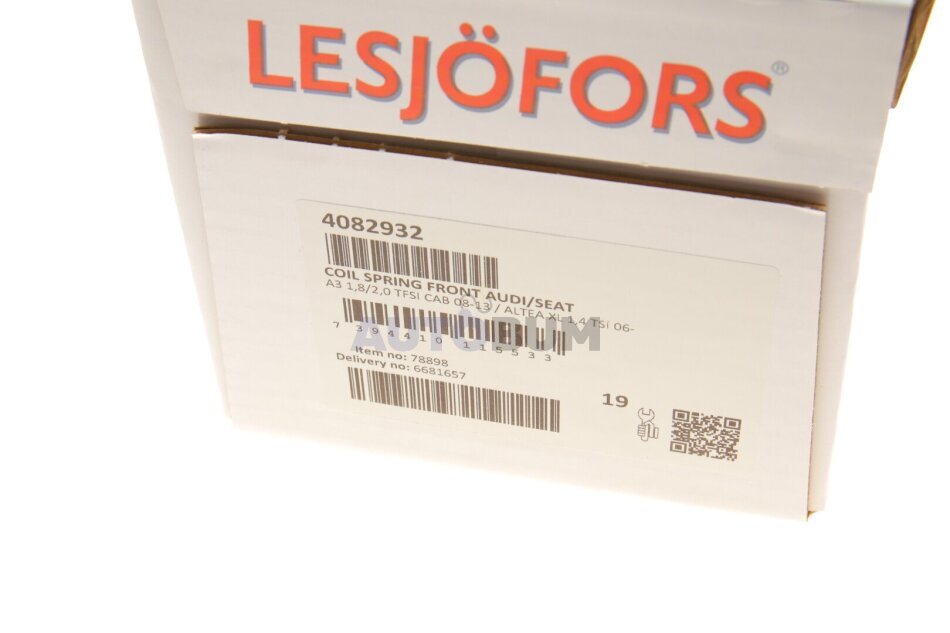 LESJÖFORS®
4082932
COIL SPRING FRONT AUDI/SEAT
A3 1,8/2,0 TFSI CAB 08-13 / ALTEA XL 1,4 TSI 06-
AUTOBUM
7 394410 115533
Item no: 78898
Delivery no: 6681657
19